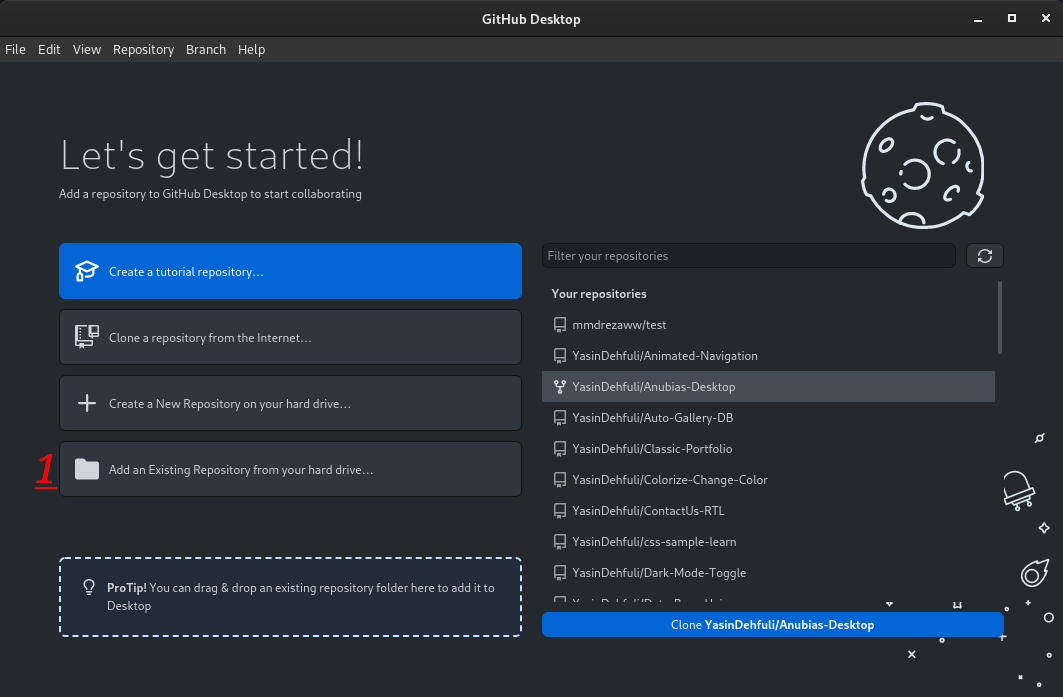 GitHub Desktop
File Edit View Repository Branch Help
Let's get started!
Add a repository to GitHub Desktop to start collaborating
Create a tutorial repository...
Clone a repository from the Internet...
Create a New Repository on your hard drive...
1
Add an Existing Repository from your hard drive...
ProTip! You can drag & drop an existing repository folder here to add it to
Desktop
Filter your repositories
Your repositories
mmdrezaww/test
YasinDehfuli/Animated-Navigation
YasinDehfuli/Anubias-Desktop
YasinDehfuli/Auto-Gallery-DB
YasinDehfuli/Classic-Portfolio
YasinDehfuli/Colorize-Change-Color
YasinDehfuli/ContactUs-RTL
YasinDehfuli/css-sample-learn
YasinDehfuli/Dark-Mode-Toggle
Clone YasinDehfuli/Anubias-Desktop